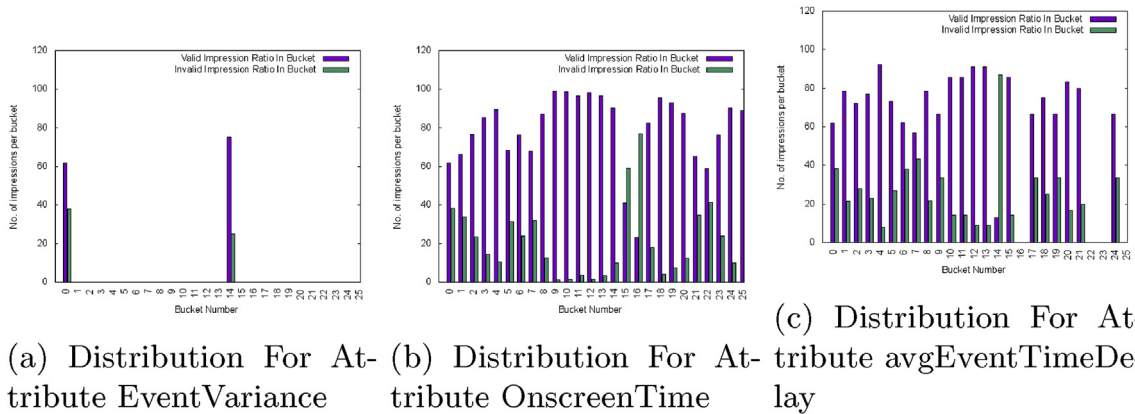 120
100
80
60
40
20
0
No. of impressions per bucket
Valid Impression Ratio In Bucket
Invalid Impression Ratio In Bucket
0 1 2 3 4 5 6 7 8 9 10 11 12 13 14 15 16 17 18 19 20 21 22 23 24 25
Bucket Number
(a) Distribution For At-
tribute EventVariance
120
100
80
60
40
20
0
No. of impressions per bucket
Valid Impression Ratio In Bucket
Invalid Impression Ratio In Bucket
0 1 2 3 4 5 6 7 8 9 10 11 12 13 14 15 16 17 18 19 20 21 22 23 24 25
Bucket Number
(b) Distribution For At-
tribute OnscreenTime
120
100
80
60
40
20
0
No. of impressions per bucket
Valid Impression Ratio In Bucket
Invalid Impression Ratio In Bucket
0 1 2 3 4 5 6 7 8 9 10 11 12 13 14 15 16 17 18 19 20 21 22 23 24 25
Bucket Number
(c) Distribution For At-
tribute avgEventTimeDe-
lay